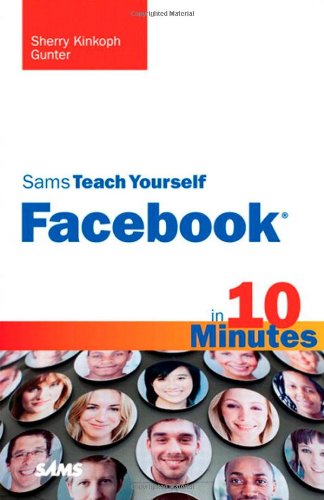 Sherry Kinkoph
Gunter
Sams Teach Yourself
Facebook®
in 10
Minutes
SAMS